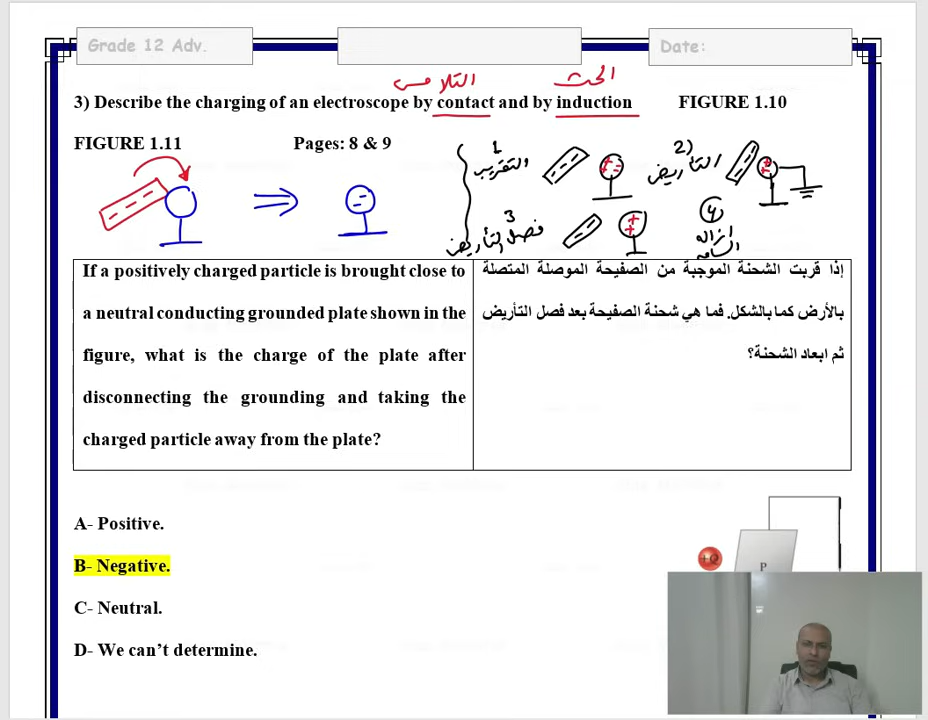 Grade 12 Adv.
Date:
التلامس
الحث
3) Describe the charging of an electroscope by contact and by induction FIGURE 1.10
FIGURE 1.11 Pages: 8 & 9
1
التقريب
2)
التأريض
3
فصل التأريض
4
إزالة
If a positively charged particle is brought close to
a neutral conducting grounded plate shown in the
figure, what is the charge of the plate after
disconnecting the grounding and taking the
charged particle away from the plate?
إذا قربت الشحنة الموجبة من الصفيحة الموصلة المتصلة
بالأرض كما بالشكل. فما هي شحنة الصفيحة بعد فصل التأريض
ثم ابعاد الشحنة؟
A- Positive.
B- Negative.
C- Neutral.
D- We can’t determine.
+Q
P